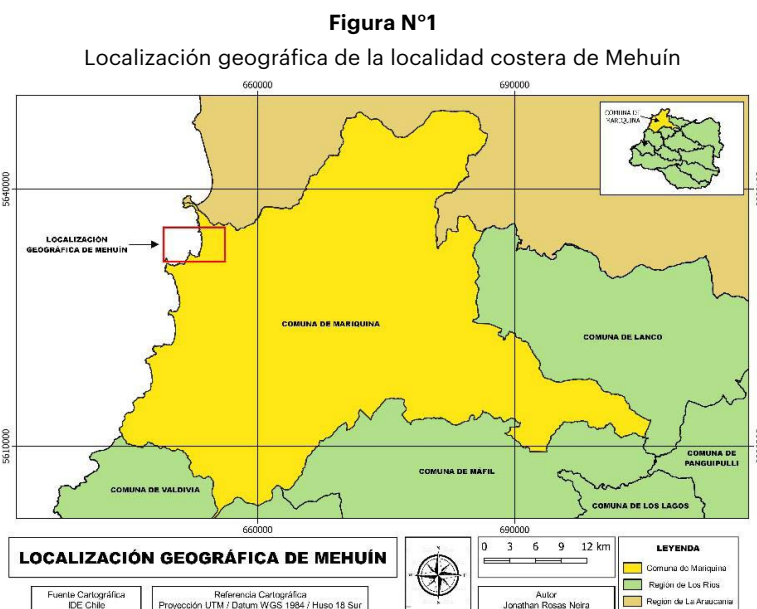 Figura N°1
Localización geográfica de la localidad costera de Mehuín
660000
690000
COMUNA DE
MARIQUINA
5640000
LOCALIZACIÓN
GEOGRÁFICA DE MEHUÍN
COMUNA DE MARIQUINA
COMUNA DE LANCO
5610000
COMUNA DE
PANGUIPULLI
COMUNA DE MÁFIL
COMUNA DE VALDIVIA
COMUNA DE LOS LAGOS
660000
690000
LOCALIZACIÓN GEOGRÁFICA DE MEHUÍN
0 3 6 9 12 km
LEYENDA
Comuna de Mariquina
Región de Los Ríos
Región de La Araucanía
Fuente Cartográfica
IDE Chile
Referencia Cartográfica
Proyección UTM / Datum WGS 1984 / Huso 18 Sur
Autor
Jonathan Rosas Neira